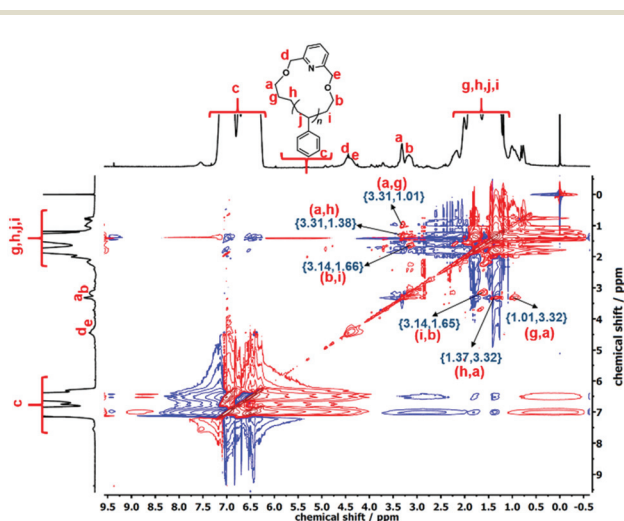 d
N
e
O
O
a
b
g
h
j
n
i
c
c
g,h,j,i
d
e
a
b
g,h,j,i
a b
d e
c
(a,g)
{3.31,1.01}
(a,h)
{3.31,1.38}
{3.14,1.66}
(b,i)
{3.14,1.65}
(i,b)
{1.01,3.32}
(g,a)
{1.37,3.32}
(h,a)
0
1
2
3
4
5
6
7
8
9
chemical shift / ppm
9.5 9.0 8.5 8.0 7.5 7.0 6.5 6.0 5.5 5.0 4.5 4.0 3.5 3.0 2.5 2.0 1.5 1.0 0.5 0.0 -0.5
chemical shift / ppm